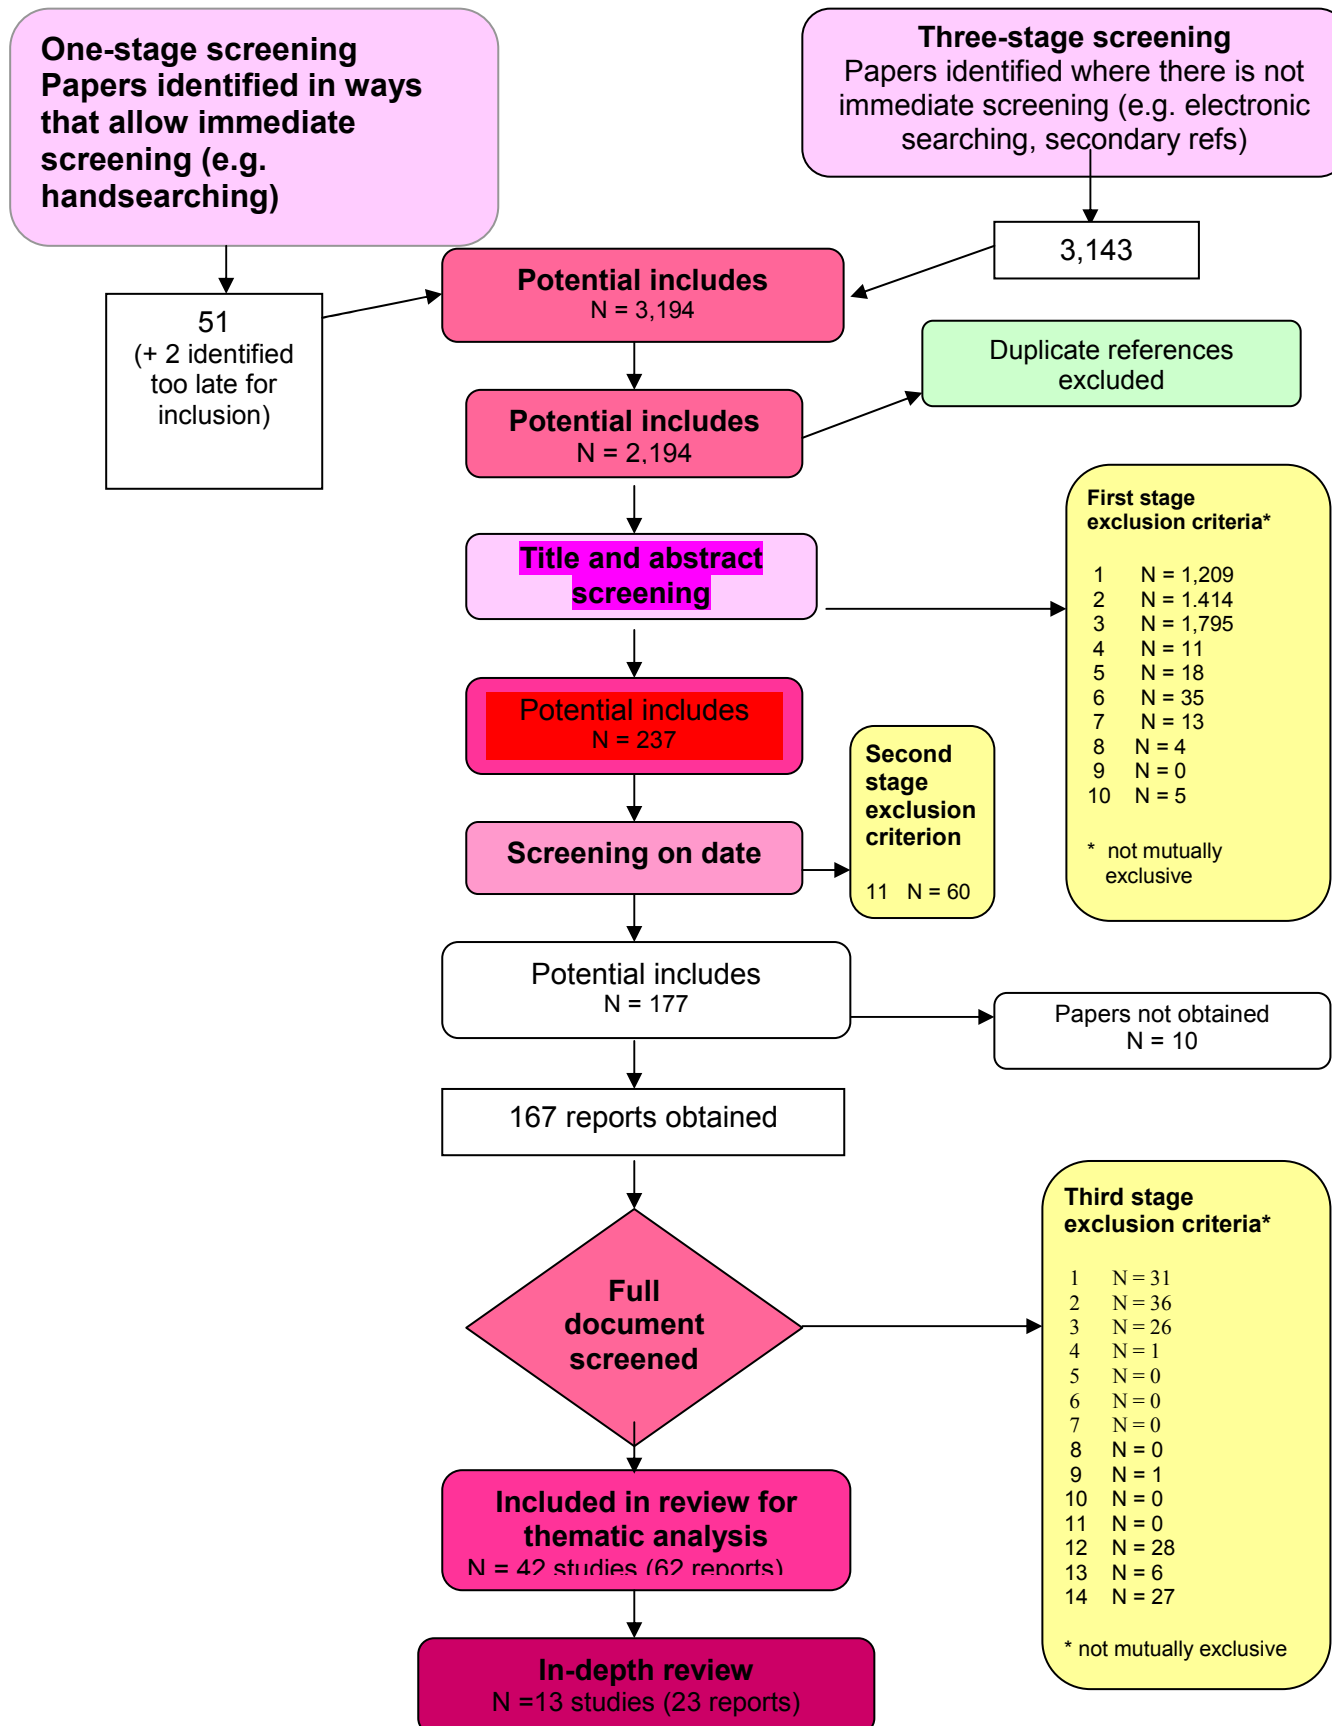 One-stage screening
Papers identified in ways
that allow immediate
screening (e.g.
handsearching)
Three-stage screening
Papers identified where there is not
immediate screening (e.g. electronic
searching, secondary refs)
3,143
51
(+ 2 identified
too late for
inclusion)
Potential includes
N = 3,194
Duplicate references
excluded
Potential includes
N = 2,194
Title and abstract
screening
First stage
exclusion criteria*
1 N = 1,209
2 N = 1.414
3 N = 1,795
4 N = 11
5 N = 18
6 N = 35
7 N = 13
8 N = 4
9 N = 0
10 N = 5
* not mutually
exclusive
Potential includes
N = 237
Second
stage
exclusion
criterion
11 N = 60
Screening on date
Potential includes
N = 177
Papers not obtained
N = 10
167 reports obtained
Full
document
screened
Third stage
exclusion criteria*
1 N = 31
2 N = 36
3 N = 26
4 N = 1
5 N = 0
6 N = 0
7 N = 0
8 N = 0
9 N = 1
10 N = 0
11 N = 0
12 N = 28
13 N = 6
14 N = 27
* not mutually exclusive
Included in review for
thematic analysis
N = 42 studies (62 reports)
In-depth review
N =13 studies (23 reports)